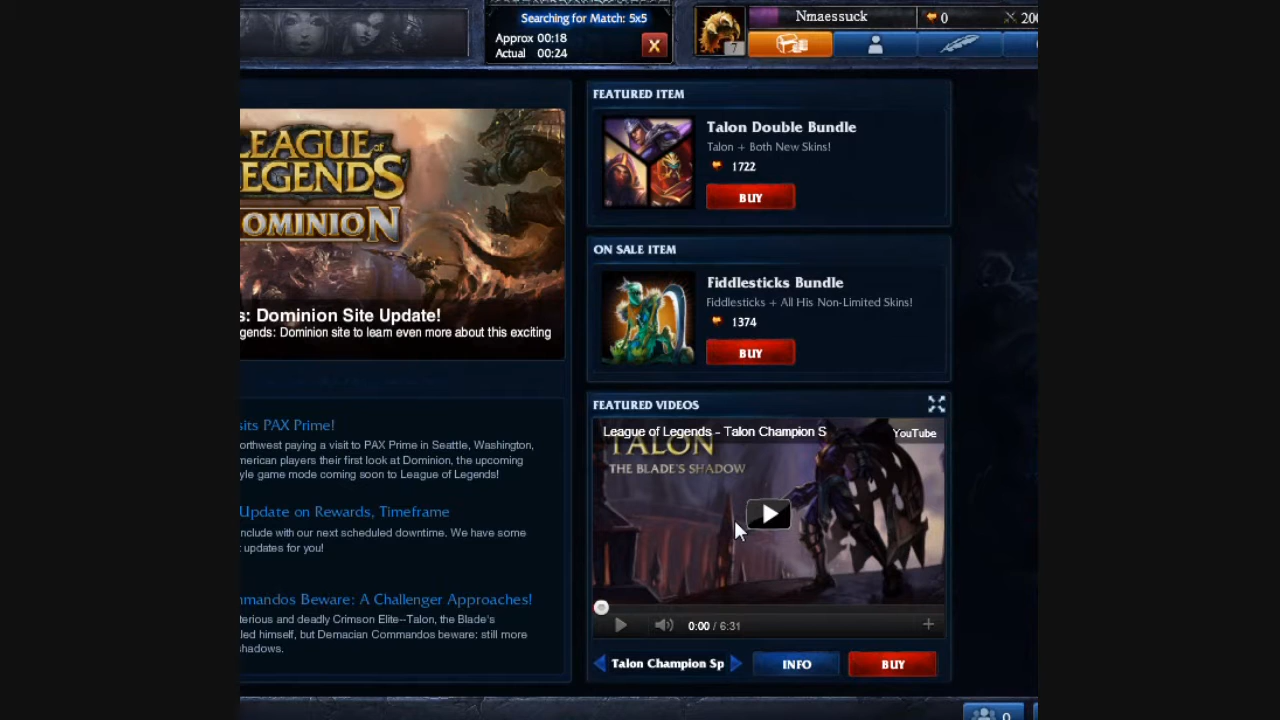 Searching for Match: 5x5
Approx 00:18
Actual 00:24
7
Nmaessuck
0
200
LEAGUE of
LEGENDS
DOMINION
s: Dominion Site Update!
gends: Dominion site to learn even more about this exciting
sits PAX Prime!
orthwest paying a visit to PAX Prime in Seattle, Washington,
merican players their first look at Dominion, the upcoming
yle game mode coming soon to League of Legends!
Update on Rewards, Timeframe
nclude with our next scheduled downtime. We have some
t updates for you!
mmandos Beware: A Challenger Approaches!
terious and deadly Crimson Elite--Talon, the Blade's
led himself, but Demacian Commandos beware: still more
shadows.
FEATURED ITEM
Talon Double Bundle
Talon + Both New Skins!
1722
BUY
ON SALE ITEM
Fiddlesticks Bundle
Fiddlesticks + All His Non-Limited Skins!
1374
BUY
FEATURED VIDEOS
League of Legends - Talon Champion S
YouTube
TALON
THE BLADE'S SHADOW
0:00 / 6:31
Talon Champion Sp
INFO
BUY
0